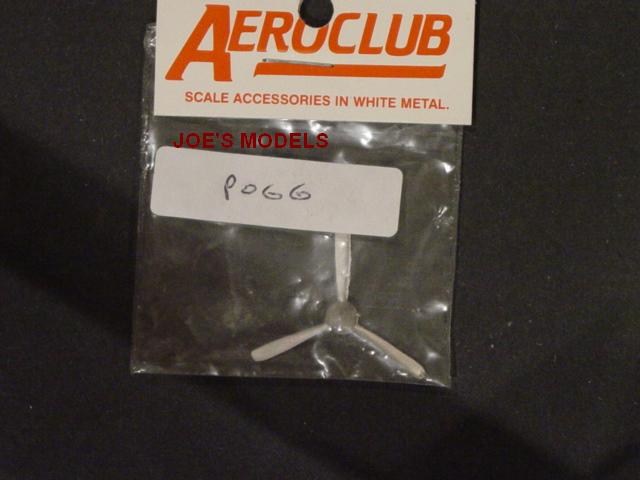 AEROCLUB
SCALE ACCESSORIES IN WHITE METAL.
JOE'S MODELS
P066